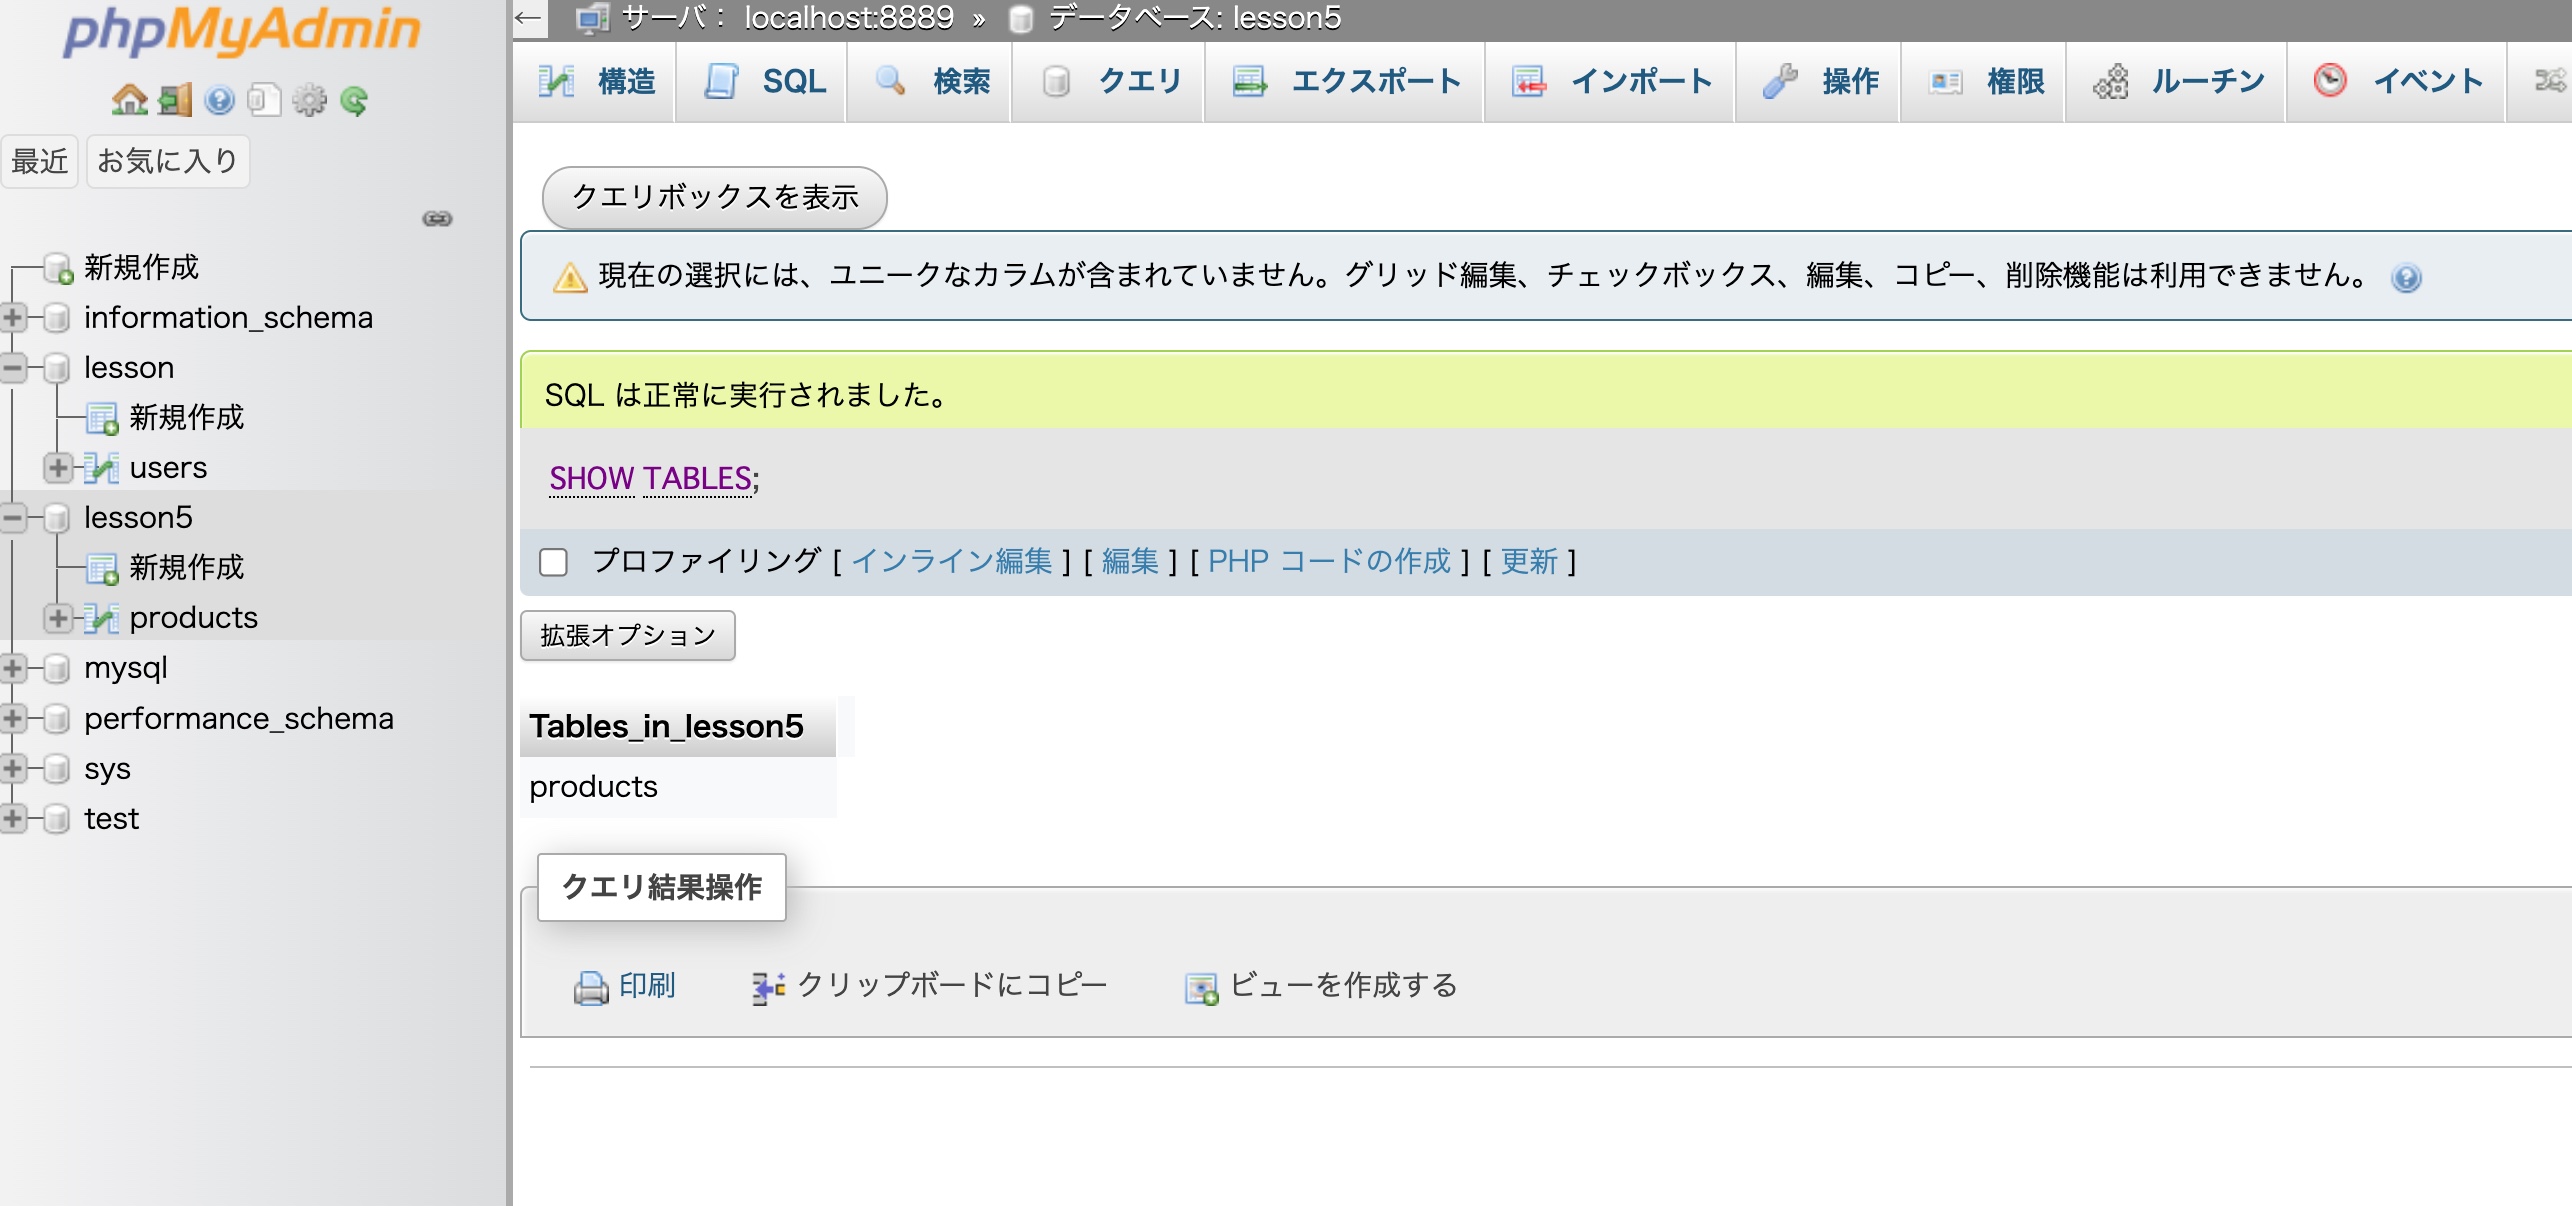 phpMyAdmin
最近 お気に入り
新規作成
information_schema
lesson
新規作成
users
lesson5
新規作成
products
mysql
performance_schema
sys
test
← サーバ： localhost:8889 » データベース: lesson5
構造 SQL 検索 クエリ エクスポート インポート 操作 権限 ルーチン イベント
クエリボックスを表示
現在の選択には、ユニークなカラムが含まれていません。グリッド編集、チェックボックス、編集、コピー、削除機能は利用できません。
SQL は正常に実行されました。
SHOW TABLES;
プロファイリング [ インライン編集 ] [ 編集 ] [ PHP コードの作成 ] [ 更新 ]
拡張オプション
Tables_in_lesson5
products
クエリ結果操作
印刷 クリップボードにコピー ビューを作成する